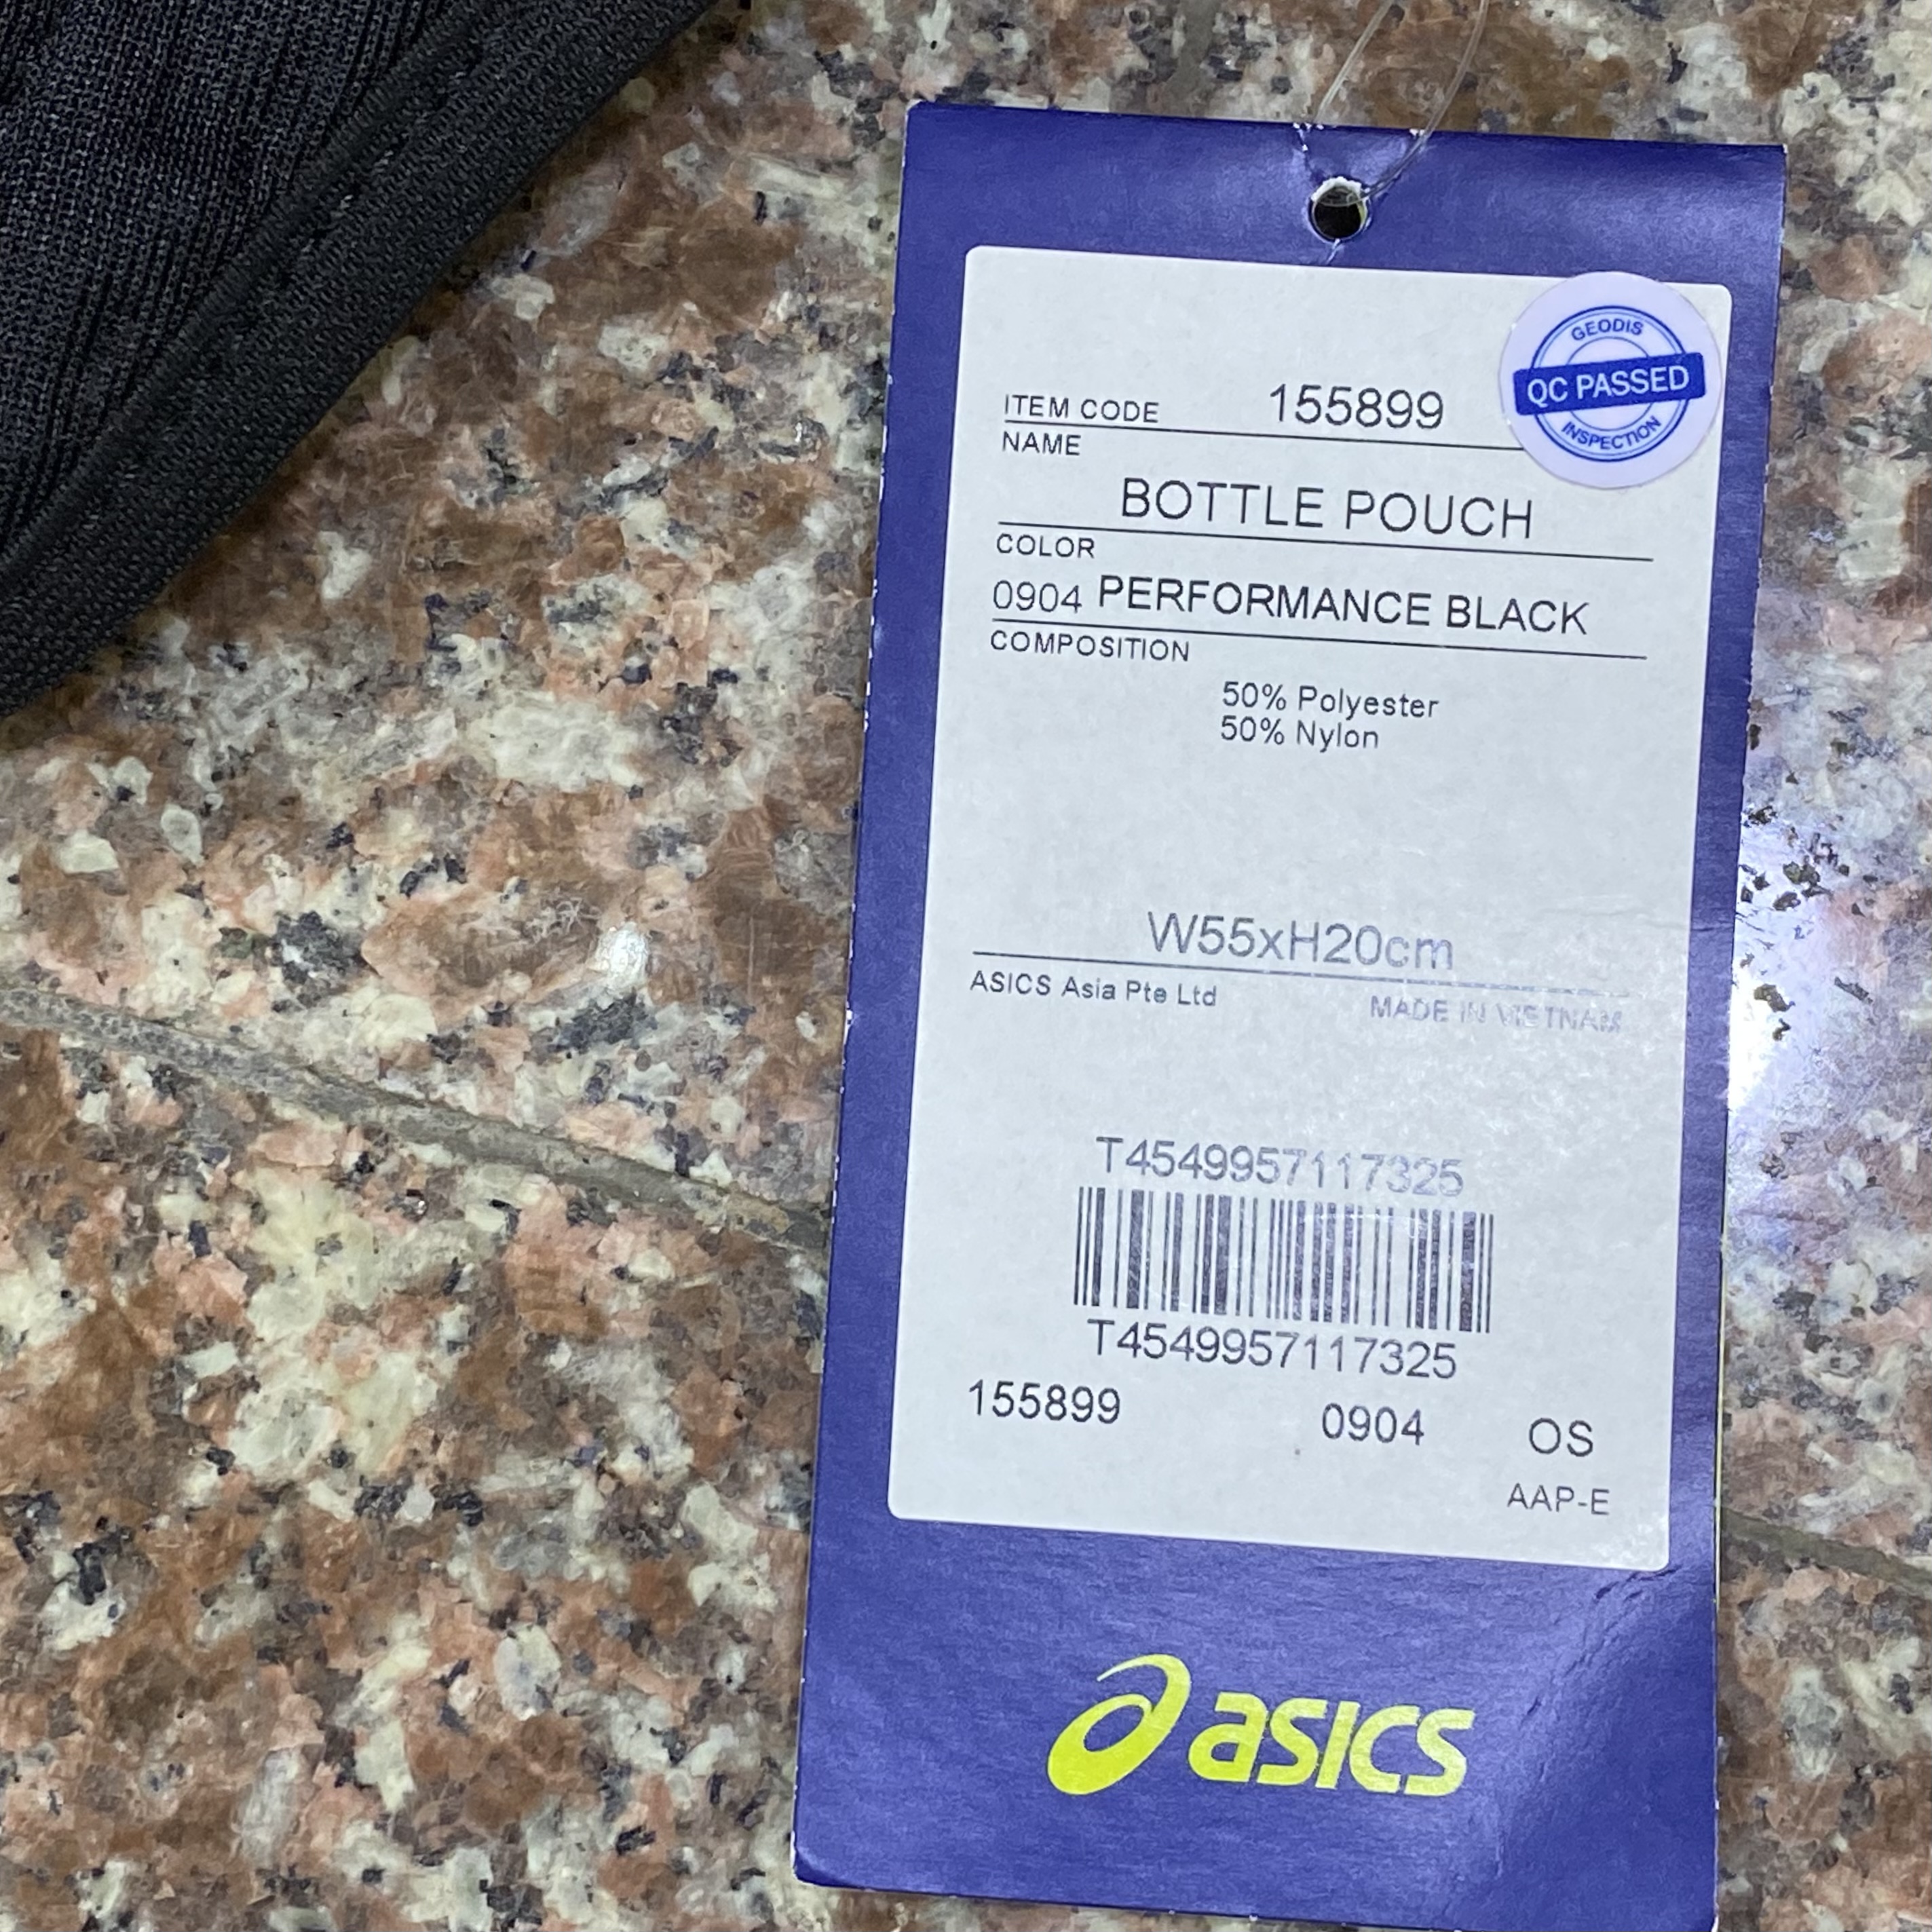 GEODIS
QC PASSED
INSPECTION
ITEM CODE 155899
NAME
BOTTLE POUCH
COLOR
0904 PERFORMANCE BLACK
COMPOSITION
50% Polyester
50% Nylon
W55xH20cm
ASICS Asia Pte Ltd MADE IN VIETNAM
T4549957117325
T4549957117325
155899 0904 OS
AAP-E
asics